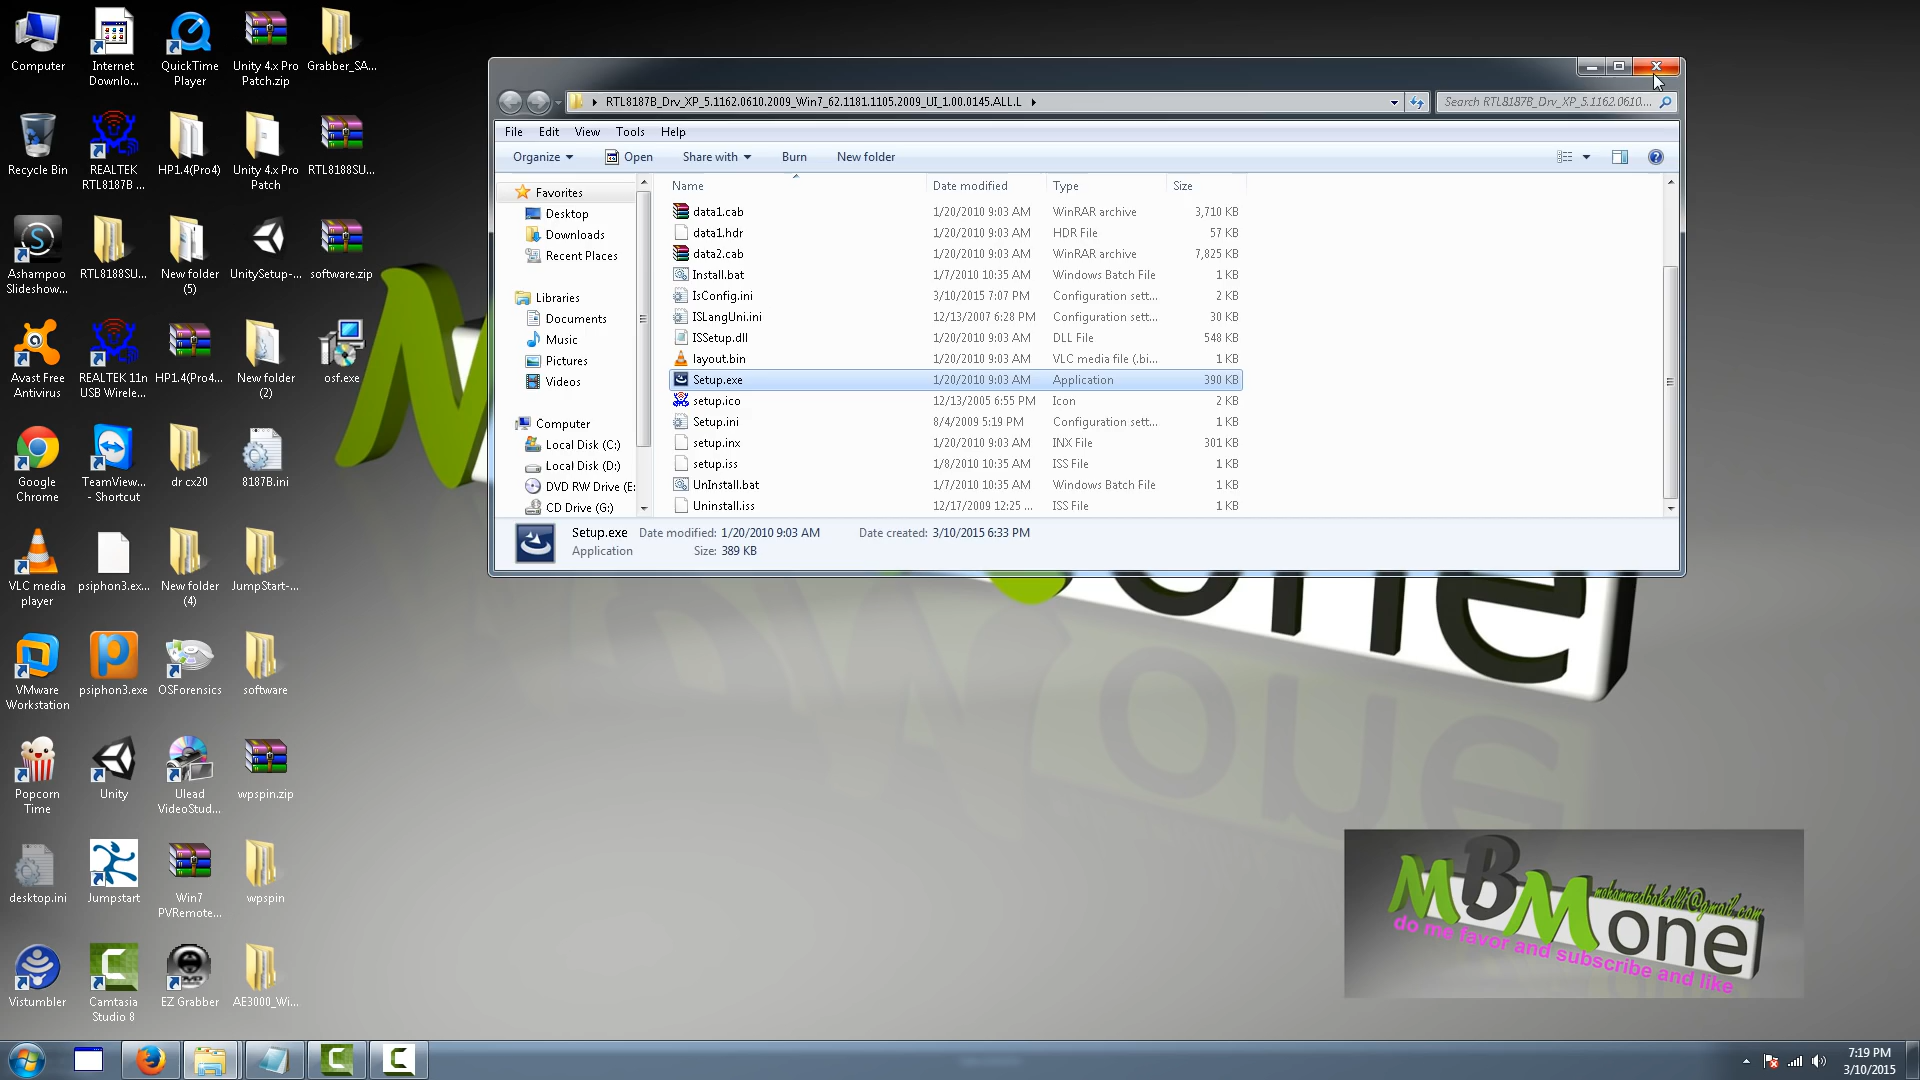 Computer
Internet Downlo...
QuickTime Player
Unity 4.x Pro Patch.zip
Grabber_SA...
Recycle Bin
REALTEK RTL8187B ...
HP1.4(Pro4)
Unity 4.x Pro Patch
RTL8188SU...
Ashampoo Slideshow...
RTL8188SU...
New folder (5)
UnitySetup-...
software.zip
Avast Free Antivirus
REALTEK 11n USB Wirele...
HP1.4(Pro4...
New folder (2)
osf.exe
Google Chrome
TeamView... - Shortcut
dr cx20
8187B.ini
VLC media player
psiphon3.ex...
New folder (4)
JumpStart-...
VMware Workstation
psiphon3.exe
OSForensics
software
Popcorn Time
Unity
Ulead VideoStud...
wpspin.zip
desktop.ini
Jumpstart
Win7 PVRemote...
wpspin
Vistumbler
Camtasia Studio 8
EZ Grabber
AE3000_Wi...
RTL8187B_Drv_XP_5.1162.0610.2009_Win7_62.1181.1105.2009_UI_1.00.0145.ALL.L
Search RTL8187B_Drv_XP_5.1162.0610....
File Edit View Tools Help
Organize Open Share with Burn New folder
Favorites
Desktop
Downloads
Recent Places
Libraries
Documents
Music
Pictures
Videos
Computer
Local Disk (C:)
Local Disk (D:)
DVD RW Drive (E:
CD Drive (G:)
Name Date modified Type Size
data1.cab 1/20/2010 9:03 AM WinRAR archive 3,710 KB
data1.hdr 1/20/2010 9:03 AM HDR File 57 KB
data2.cab 1/20/2010 9:03 AM WinRAR archive 7,825 KB
Install.bat 1/7/2010 10:35 AM Windows Batch File 1 KB
IsConfig.ini 3/10/2015 7:07 PM Configuration sett... 2 KB
ISLangUni.ini 12/13/2007 6:28 PM Configuration sett... 30 KB
ISSetup.dll 1/20/2010 9:03 AM DLL File 548 KB
layout.bin 1/20/2010 9:03 AM VLC media file (.bi... 1 KB
Setup.exe 1/20/2010 9:03 AM Application 390 KB
setup.ico 12/13/2005 6:55 PM Icon 2 KB
Setup.ini 8/4/2009 5:19 PM Configuration sett... 1 KB
setup.inx 1/20/2010 9:03 AM INX File 301 KB
setup.iss 1/8/2010 10:35 AM ISS File 1 KB
UnInstall.bat 1/7/2010 10:35 AM Windows Batch File 1 KB
Uninstall.iss 12/17/2009 12:25 ... ISS File 1 KB
Setup.exe Date modified: 1/20/2010 9:03 AM Date created: 3/10/2015 6:33 PM
Application Size: 389 KB
one
MBM one
mohammedbakalli@gmail.com
do me favor and subscribe and like
7:19 PM
3/10/2015